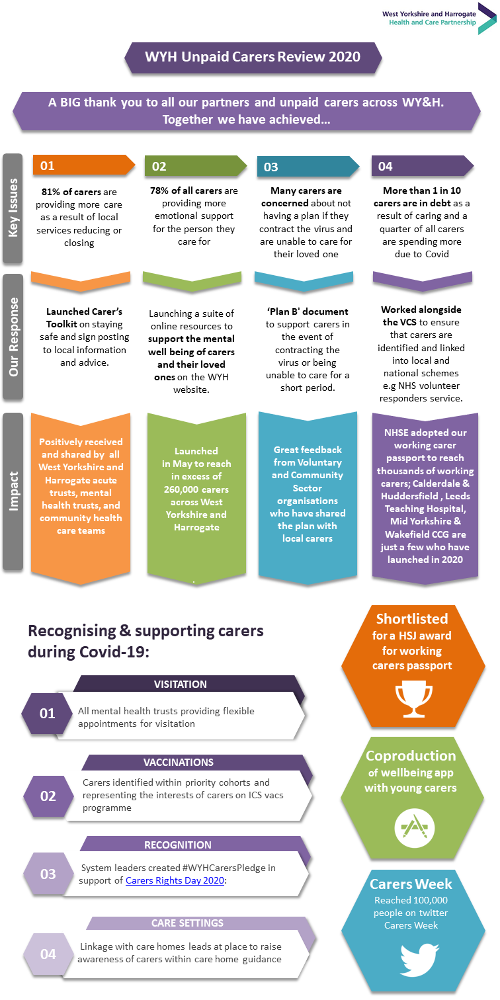 West Yorkshire and Harrogate
Health and Care Partnership
WYH Unpaid Carers Review 2020
A BIG thank you to all our partners and unpaid carers across WY&H.
Together we have achieved...
Key Issues
01
81% of carers are
providing more care
as a result of local
services reducing or
closing
02
78% of all carers are
providing more
emotional support
for the person they
care for
03
Many carers are
concerned about not
having a plan if they
contract the virus and
are unable to care for
their loved one
04
More than 1 in 10
carers are in debt as a
result of caring and a
quarter of all carers
are spending more
due to Covid
Our Response
Launched Carer’s
Toolkit on staying
safe and sign posting
to local information
and advice.
Launching a suite of
online resources to
support the mental
well being of carers
and their loved
ones on the WYH
website.
‘Plan B' document
to support carers in
the event of
contracting the
virus or being
unable to care for a
short period.
Worked alongside
the VCS to ensure
that carers are
identified and linked
into local and
national schemes
e.g NHS volunteer
responders service.
Impact
Positively received
and shared by all
West Yorkshire and
Harrogate acute
trusts, mental
health trusts, and
community health
care teams
Launched
in May to reach
in excess of
260,000 carers
across West
Yorkshire and
Harrogate
.
Great feedback
from Voluntary
and Community
Sector
organisations
who have shared
the plan with
local carers
NHSE adopted our
working carer
passport to reach
thousands of working
carers; Calderdale &
Huddersfield , Leeds
Teaching Hospital,
Mid Yorkshire &
Wakefield CCG are
just a few who have
launched in 2020
Recognising & supporting carers
during Covid-19:
VISITATION
01
All mental health trusts providing flexible
appointments for visitation
VACCINATIONS
02
Carers identified within priority cohorts and
representing the interests of carers on ICS vacs
programme
RECOGNITION
03
System leaders created #WYHCarersPledge in
support of Carers Rights Day 2020:
CARE SETTINGS
04
Linkage with care homes leads at place to raise
awareness of carers within care home guidance
Shortlisted
for a HSJ award
for working
carers passport
Coproduction
of wellbeing app
with young carers
Carers Week
Reached 100,000
people on twitter
Carers Week